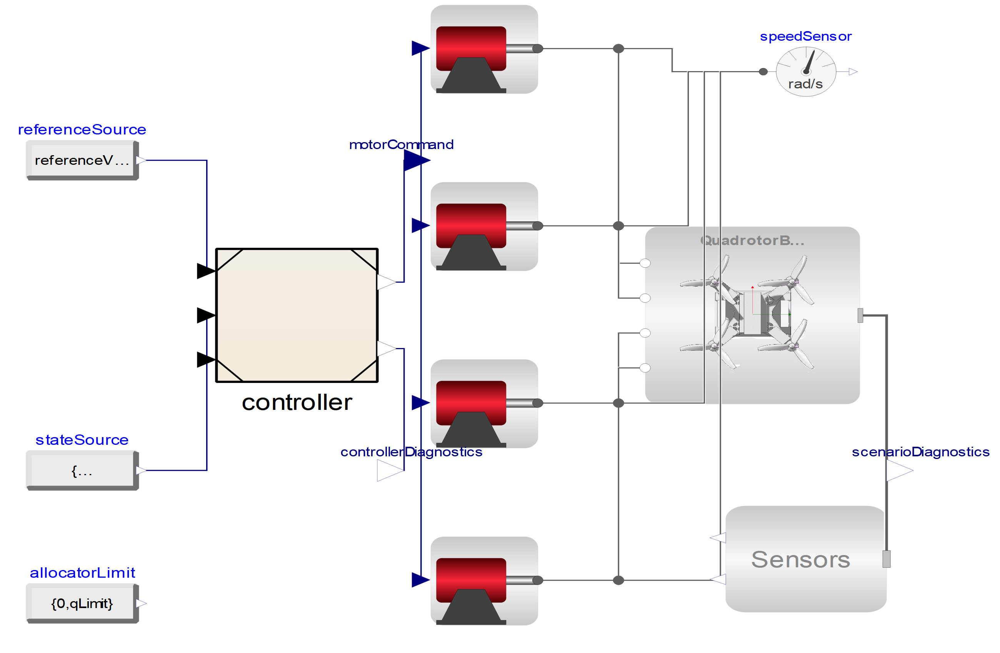 speedSensor
rad/s
referenceSource
referenceV...
motorCommand
QuadrotorB...
controller
stateSource
{...
controllerDiagnostics
scenarioDiagnostics
Sensors
allocatorLimit
{0,qLimit}